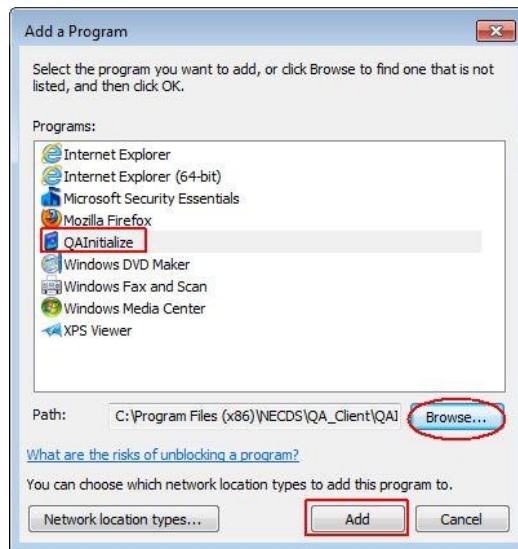 Add a Program
Select the program you want to add, or click Browse to find one that is not
listed, and then click OK.
Programs:
Internet Explorer
Internet Explorer (64-bit)
Microsoft Security Essentials
Mozilla Firefox
QAInitialize
Windows DVD Maker
Windows Fax and Scan
Windows Media Center
XPS Viewer
Path: C:\Program Files (x86)\NECDS\QA_Client\QAI Browse...
What are the risks of unblocking a program?
You can choose which network location types to add this program to.
Network location types... Add Cancel